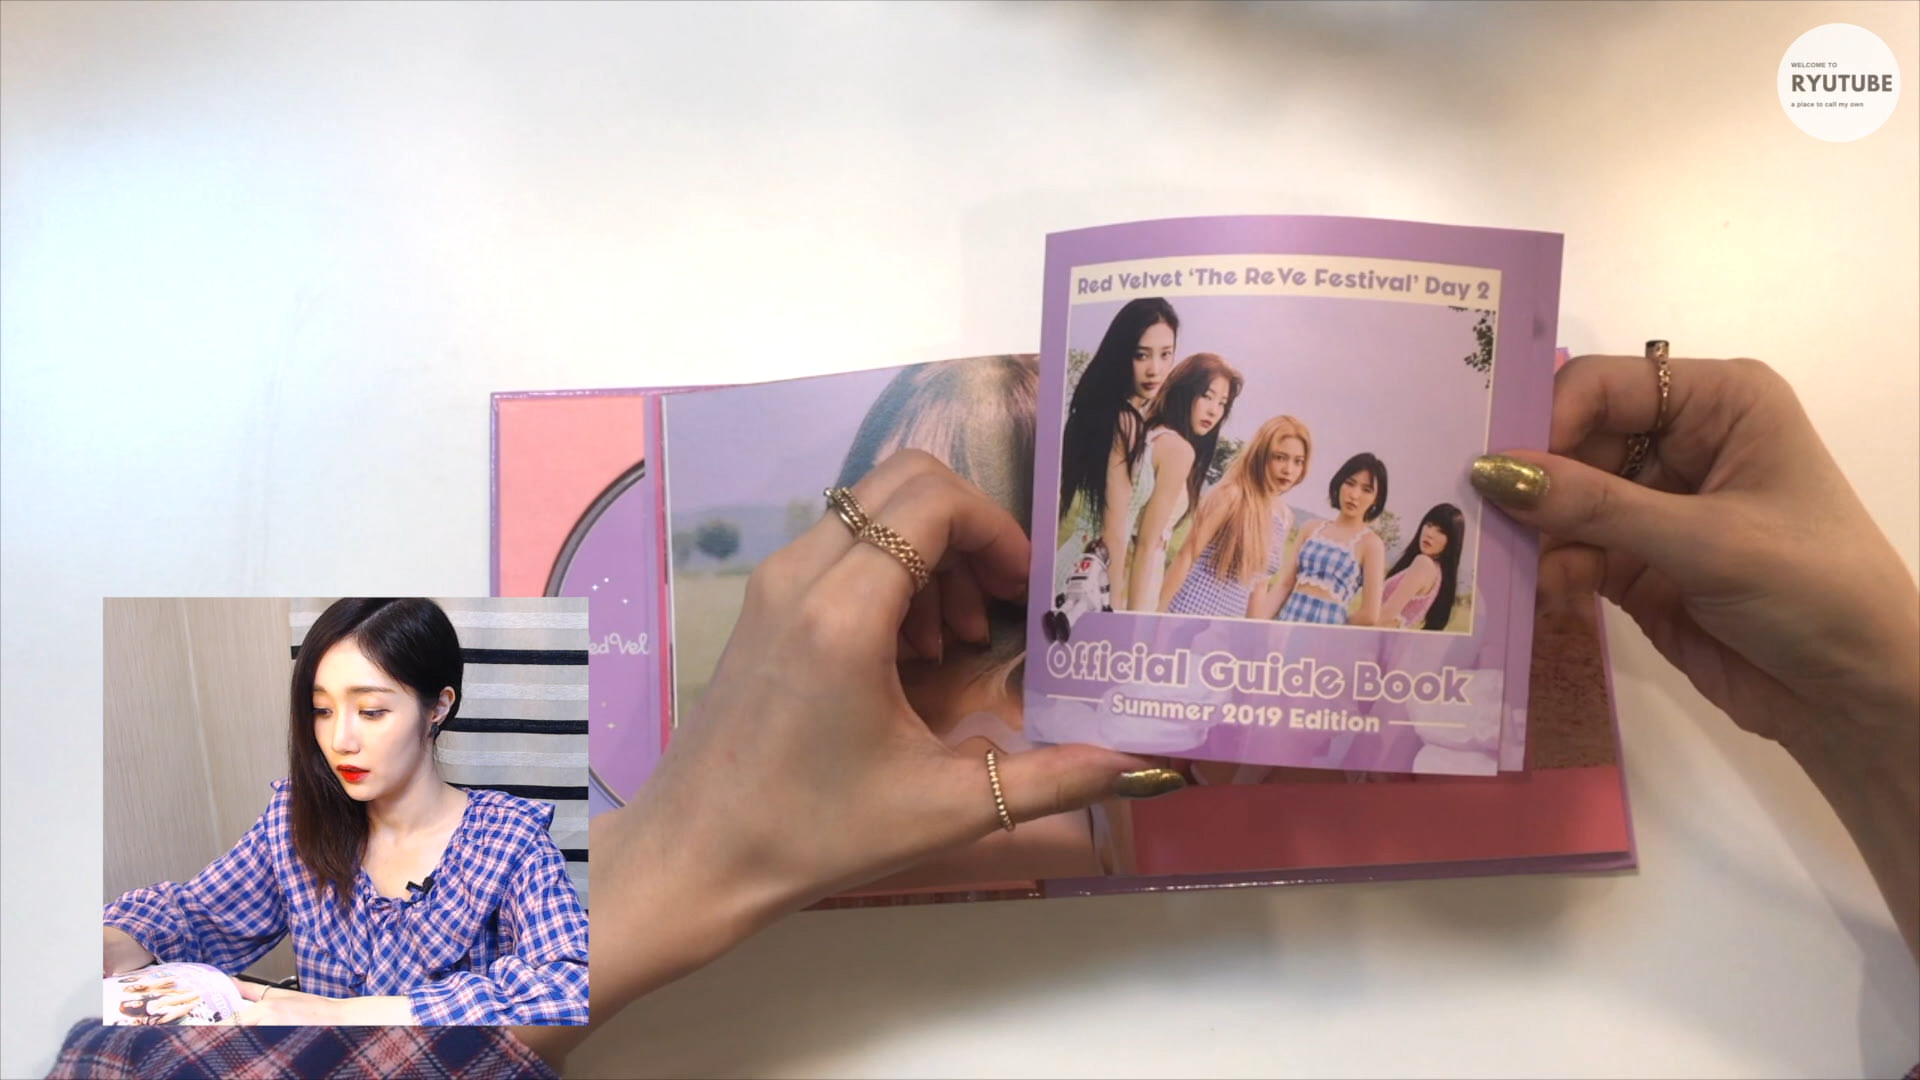 WELCOME TO
RYUTUBE
a place to call my own
Red Velvet 'The ReVe Festival' Day 2
Official Guide Book
Summer 2019 Edition
edVel